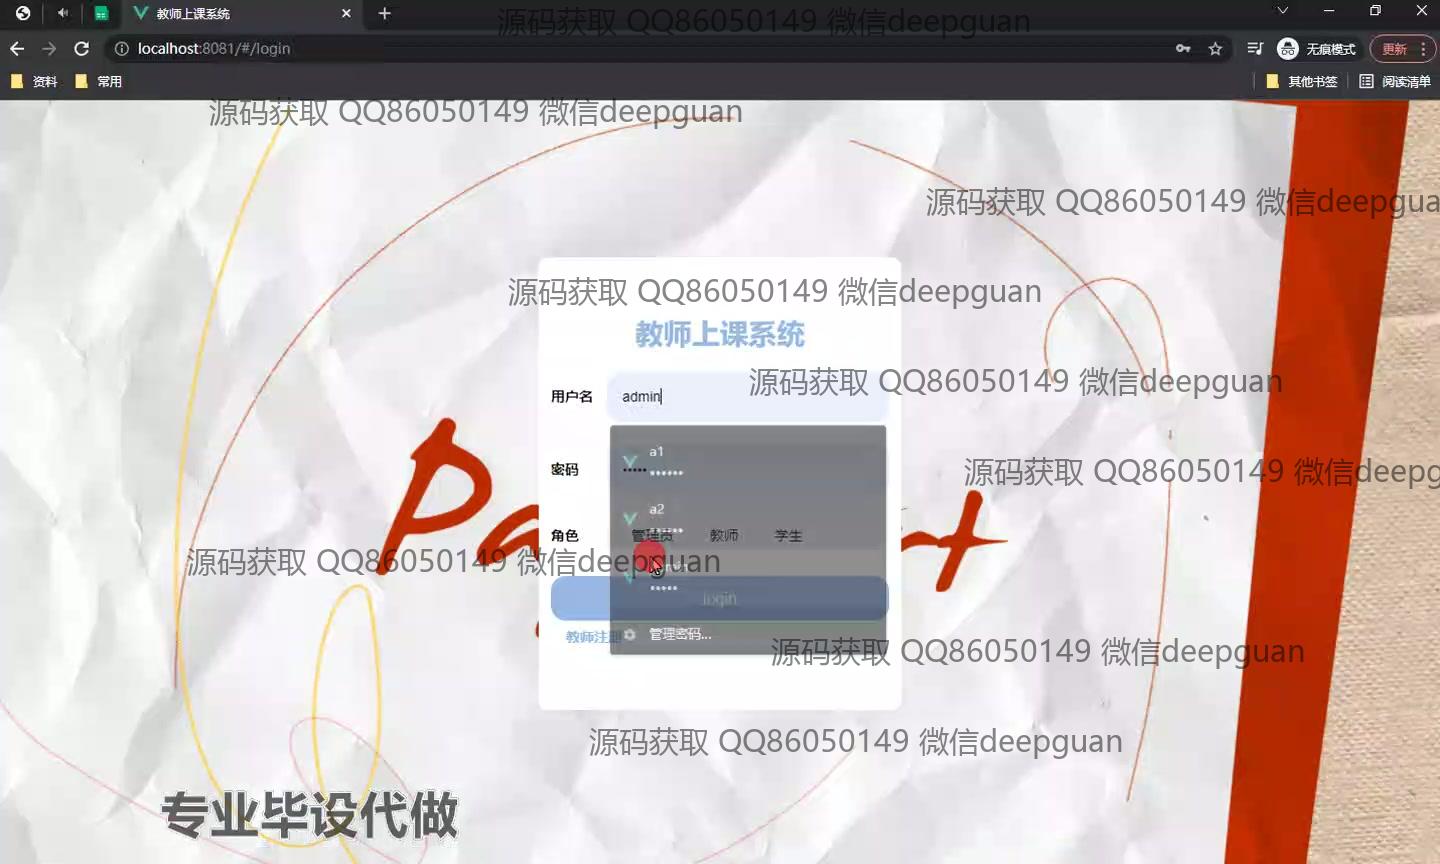 教师上课系统
源码获取 QQ86050149 微信deepguan
localhost:8081/#/login
无痕模式
更新
资料
常用
其他书签
阅读清单
源码获取 QQ86050149 微信deepguan
源码获取 QQ86050149 微信deepgua
源码获取 QQ86050149 微信deepguan
教师上课系统
源码获取 QQ86050149 微信deepguan
用户名
admin
a1
密码
源码获取 QQ86050149 微信deepg
a2
角色
管理员
教师
学生
源码获取 QQ86050149 微信deepguan
login
教师注册
管理密码...
源码获取 QQ86050149 微信deepguan
源码获取 QQ86050149 微信deepguan
专业毕设代做